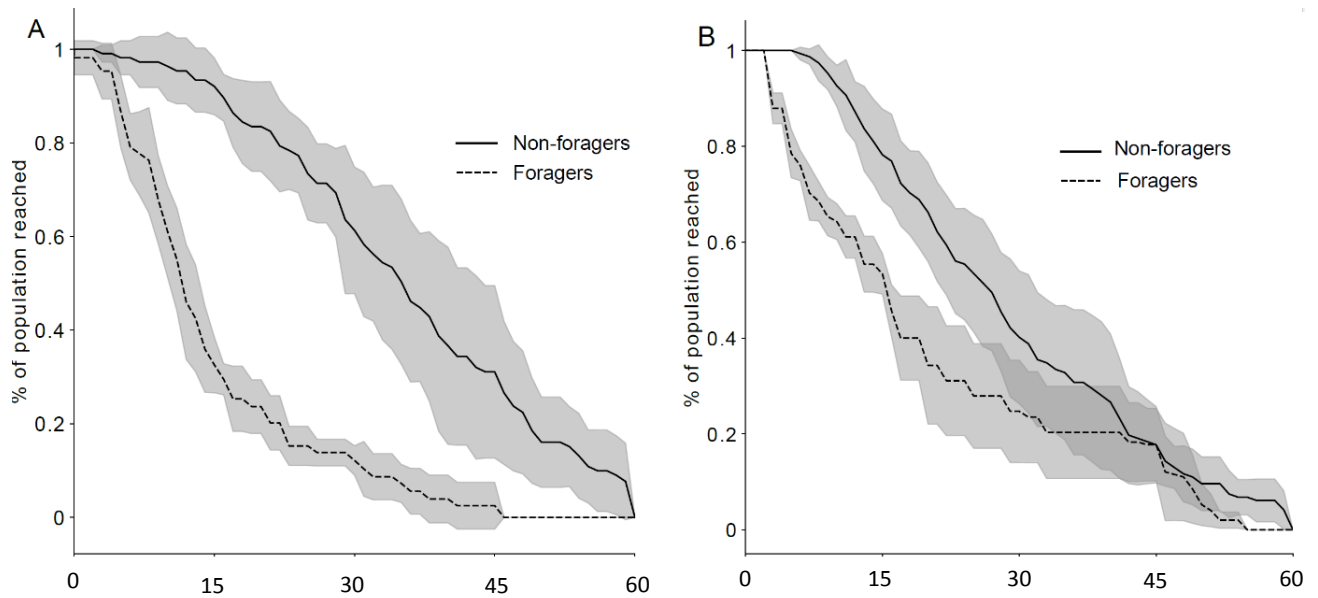 A
% of population reached
1
0.8
0.6
0.4
0.2
0
0 15 30 45 60
Non-foragers
Foragers
B
% of population reached
1
0.8
0.6
0.4
0.2
0
0 15 30 45 60
Non-foragers
Foragers